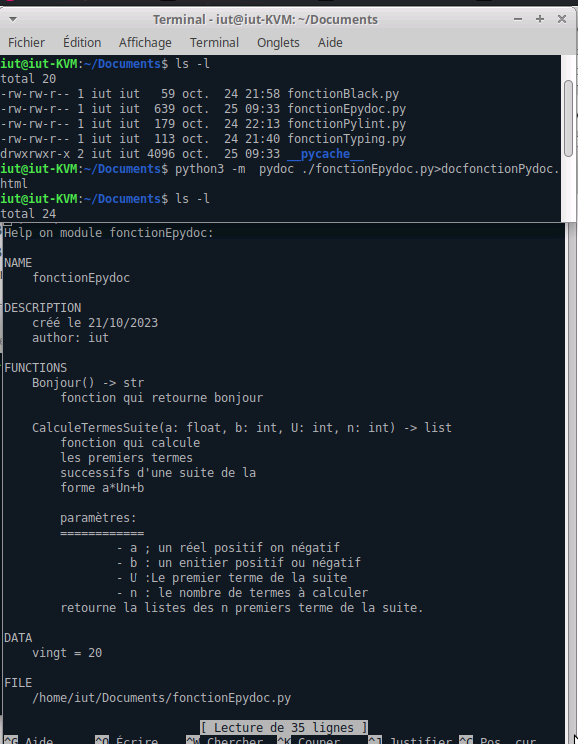 Terminal - iut@iut-KVM: ~/Documents
Fichier Édition Affichage Terminal Onglets Aide
iut@iut-KVM:~/Documents$ ls -l
total 20
-rw-rw-r-- 1 iut iut   59 oct.  24 21:58 fonctionBlack.py
-rw-rw-r-- 1 iut iut  639 oct.  25 09:33 fonctionEpydoc.py
-rw-rw-r-- 1 iut iut  179 oct.  24 22:13 fonctionPylint.py
-rw-rw-r-- 1 iut iut  113 oct.  24 21:40 fonctionTyping.py
drwxrwxr-x 2 iut iut 4096 oct.  25 09:33 __pycache__
iut@iut-KVM:~/Documents$ python3 -m  pydoc ./fonctionEpydoc.py>docfonctionPydoc.
html
iut@iut-KVM:~/Documents$ ls -l
total 24
Help on module fonctionEpydoc:
NAME
fonctionEpydoc
DESCRIPTION
créé le 21/10/2023
author: iut
FUNCTIONS
Bonjour() -> str
fonction qui retourne bonjour
CalculeTermesSuite(a: float, b: int, U: int, n: int) -> list
fonction qui calcule
les premiers termes
successifs d'une suite de la
forme a*Un+b
paramètres:
============
- a ; un réel positif on négatif
- b : un enitier positif ou négatif
- U :Le premier terme de la suite
- n : le nombre de termes à calculer
retourne la listes des n premiers terme de la suite.
DATA
vingt = 20
FILE
/home/iut/Documents/fonctionEpydoc.py
[ Lecture de 35 lignes ]
^G Aide ^O Écrire ^W Chercher ^K Couper ^J Justifier ^C Pos. cur.